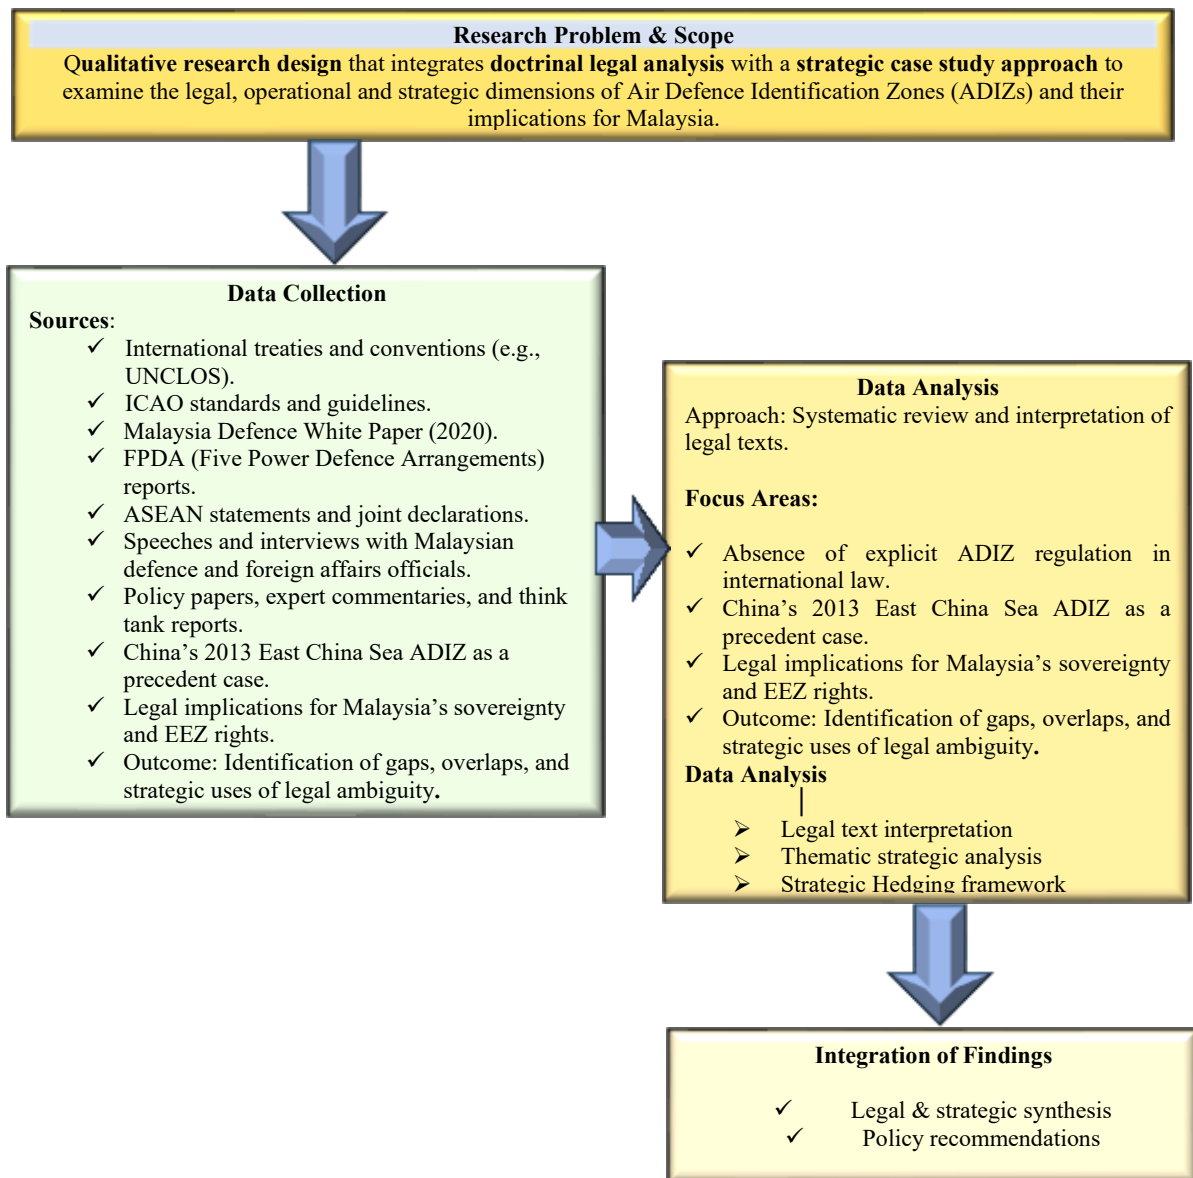 Research Problem & Scope
Qualitative research design that integrates doctrinal legal analysis with a strategic case study approach to
examine the legal, operational and strategic dimensions of Air Defence Identification Zones (ADIZs) and their
implications for Malaysia.
Data Collection
Sources:
✓ International treaties and conventions (e.g.,
UNCLOS).
✓ ICAO standards and guidelines.
✓ Malaysia Defence White Paper (2020).
✓ FPDA (Five Power Defence Arrangements)
reports.
✓ ASEAN statements and joint declarations.
✓ Speeches and interviews with Malaysian
defence and foreign affairs officials.
✓ Policy papers, expert commentaries, and think
tank reports.
✓ China's 2013 East China Sea ADIZ as a
precedent case.
✓ Legal implications for Malaysia's sovereignty
and EEZ rights.
✓ Outcome: Identification of gaps, overlaps, and
strategic uses of legal ambiguity.
Data Analysis
Approach: Systematic review and interpretation of
legal texts.
Focus Areas:
✓ Absence of explicit ADIZ regulation in
international law.
✓ China's 2013 East China Sea ADIZ as a
precedent case.
✓ Legal implications for Malaysia's sovereignty
and EEZ rights.
✓ Outcome: Identification of gaps, overlaps, and
strategic uses of legal ambiguity.
Data Analysis
➢ Legal text interpretation
➢ Thematic strategic analysis
➢ Strategic Hedging framework
Integration of Findings
✓ Legal & strategic synthesis
✓ Policy recommendations